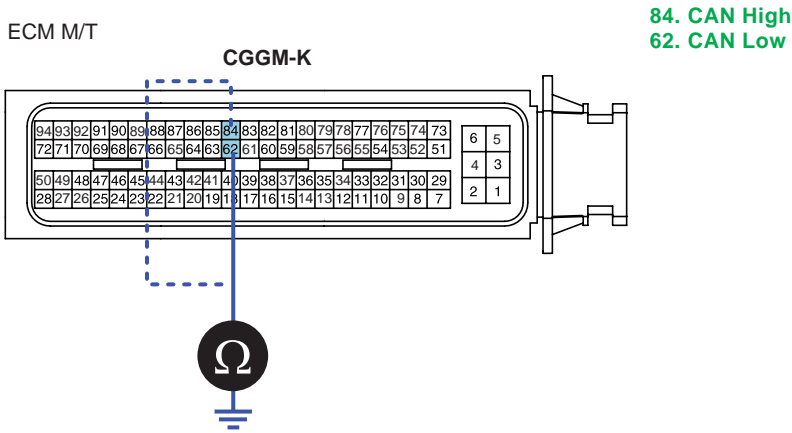 84. CAN High
62. CAN Low
ECM M/T
CGGM-K
94 93 92 91 90 89 88 87 86 85 84 83 82 81 80 79 78 77 76 75 74 73
72 71 70 69 68 67 66 65 64 63 62 61 60 59 58 57 56 55 54 53 52 51
50 49 48 47 46 45 44 43 42 41 40 39 38 37 36 35 34 33 32 31 30 29
28 27 26 25 24 23 22 21 20 19 18 17 16 15 14 13 12 11 10 9 8 7
6 5
4 3
2 1
Ω